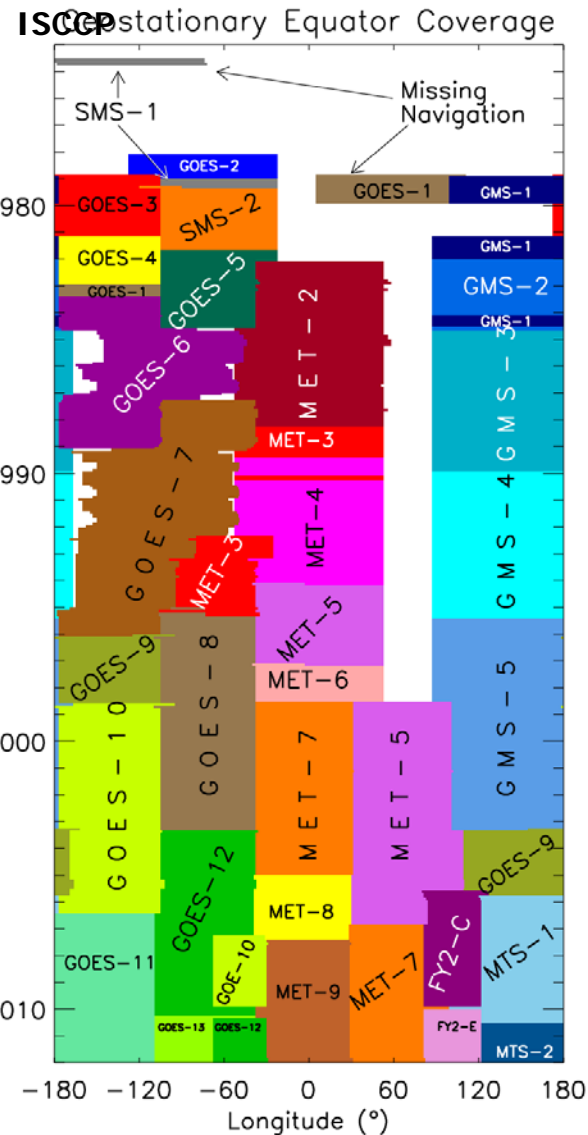 ISCCP Geostationary Equator Coverage
SMS-1
Missing
Navigation
GOES-2
GOES-1
GMS-1
GOES-3
980
SMS-2
GOES-4
GOES-5
GMS-1
GOES-1
MET-2
GMS-2
GMS-1
GOES-6
GMS-3
MET-3
990
GOES-7
MET-4
GMS-4
MET-3
MET-5
GOES-9
GOES-8
MET-6
GMS-5
000
GOES-10
MET-7
MET-5
GOES-12
GOES-9
MET-8
GOES-11
GOE-10
MET-9
MET-7
FY2-C
MTS-1
010
GOES-13
GOES-12
FY2-E
MTS-2
-180 -120 -60 0 60 120 180
Longitude (°)